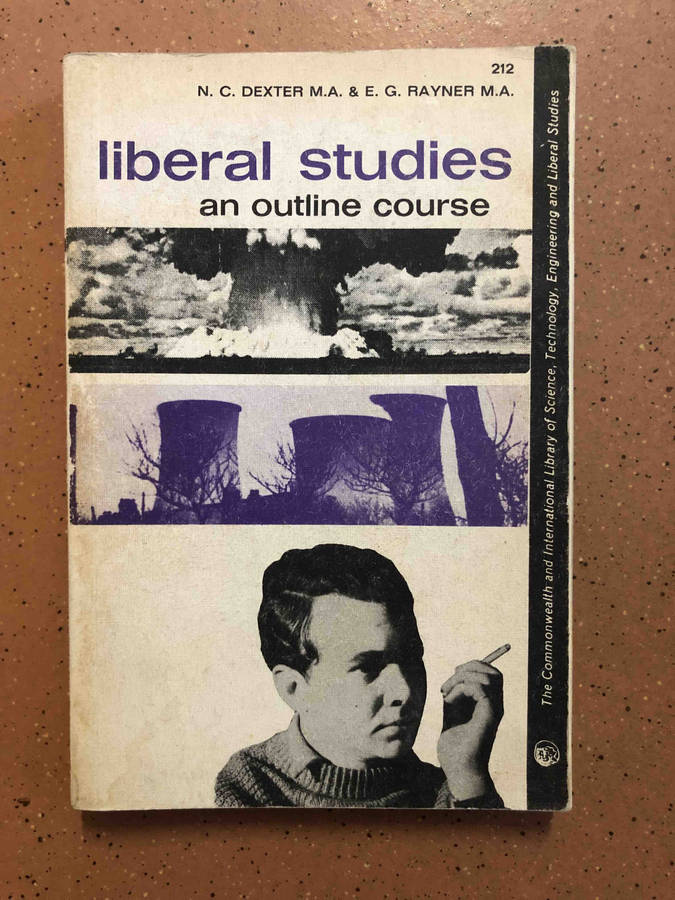 212
N. C. DEXTER M.A. & E. G. RAYNER M.A.
liberal studies
an outline course
The Commonwealth and International Library of Science, Technology, Engineering and Liberal Studies